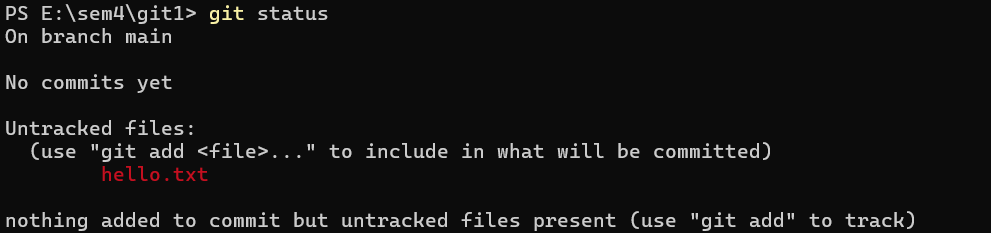 PS E:\sem4\git1> git status
On branch main
No commits yet
Untracked files:
  (use "git add <file>..." to include in what will be committed)
        hello.txt
nothing added to commit but untracked files present (use "git add" to track)